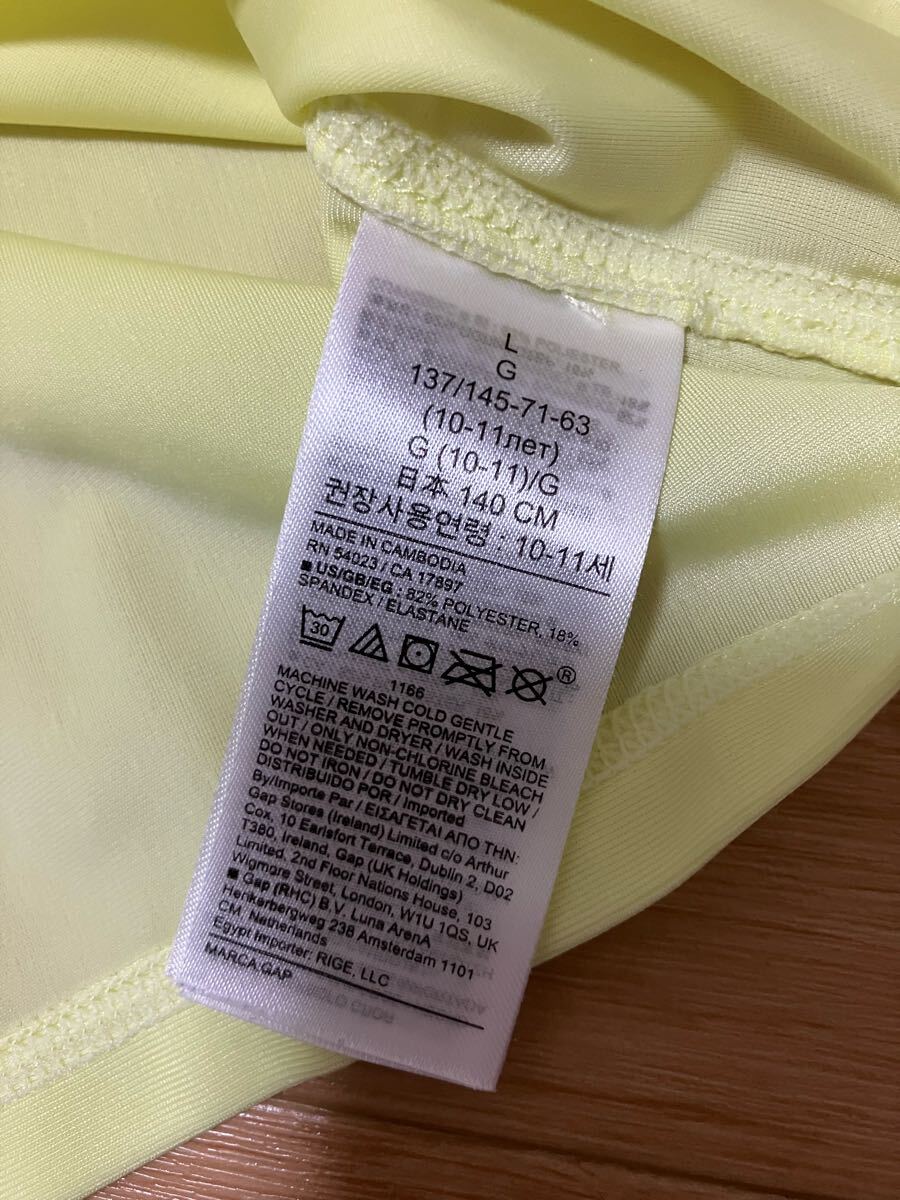 L
G
137/145-71-63
(10-11лет)
G (10-11)/G
日本 140 CM
권장사용연령 : 10-11세
MADE IN CAMBODIA
RN 54023 / CA 17897
■ US/GB/EG : 82% POLYESTER, 18%
SPANDEX / ELASTANE
30
®
1166
MACHINE WASH COLD GENTLE
CYCLE / REMOVE PROMPTLY FROM
WASHER AND DRYER / WASH INSIDE
OUT / ONLY NON-CHLORINE BLEACH
WHEN NEEDED / TUMBLE DRY LOW /
DO NOT IRON / DO NOT DRY CLEAN
DISTRIBUIDO POR / Imported
By/Importe Par / ΕΙΣΑΓΕΤΑΙ ΑΠΟ ΤΗΝ:
Gap Stores (Ireland) Limited c/o Arthur
Cox, 10 Earlsfort Terrace, Dublin 2, D02
T380, Ireland, Gap (UK Holdings)
Limited, 2nd Floor Nations House, 103
Wigmore Street, London, W1U 1QS, UK
■ Gap (RHC) B.V. Luna ArenA
Herikerbergweg 238 Amsterdam 1101
CM, Netherlands
Egypt Importer: RIGE, LLC
MARCA:GAP